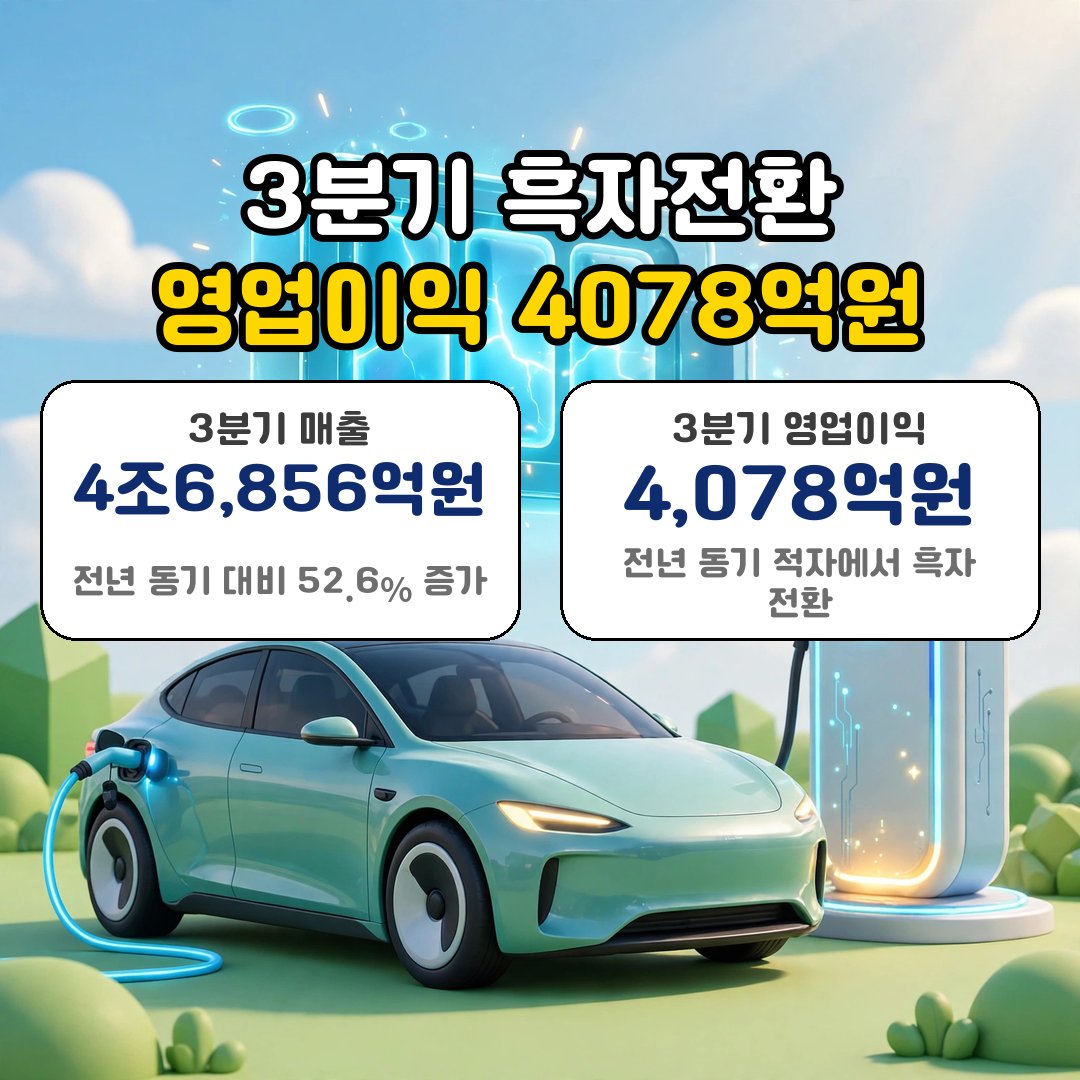 3분기 흑자전환
영업이익 4078억원
3분기 매출
4조6,856억원
전년 동기 대비 52.6% 증가
3분기 영업이익
4,078억원
전년 동기 적자에서 흑자
전환